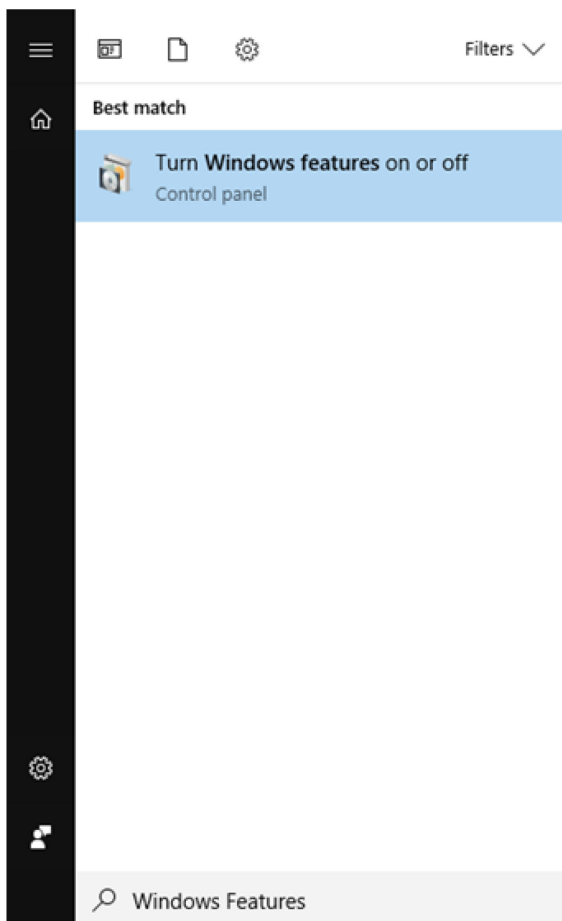 Filters
Best match
Turn Windows features on or off
Control panel
Windows Features